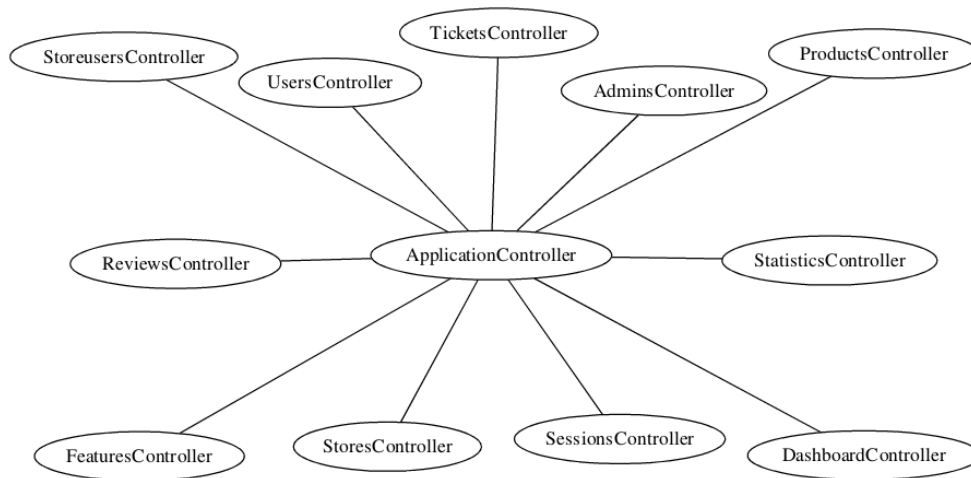 TicketsController
StoreusersController
ProductsController
UsersController
AdminsController
ApplicationController
ReviewsController
StatisticsController
SessionsController
StoresController
FeaturesController
DashboardController